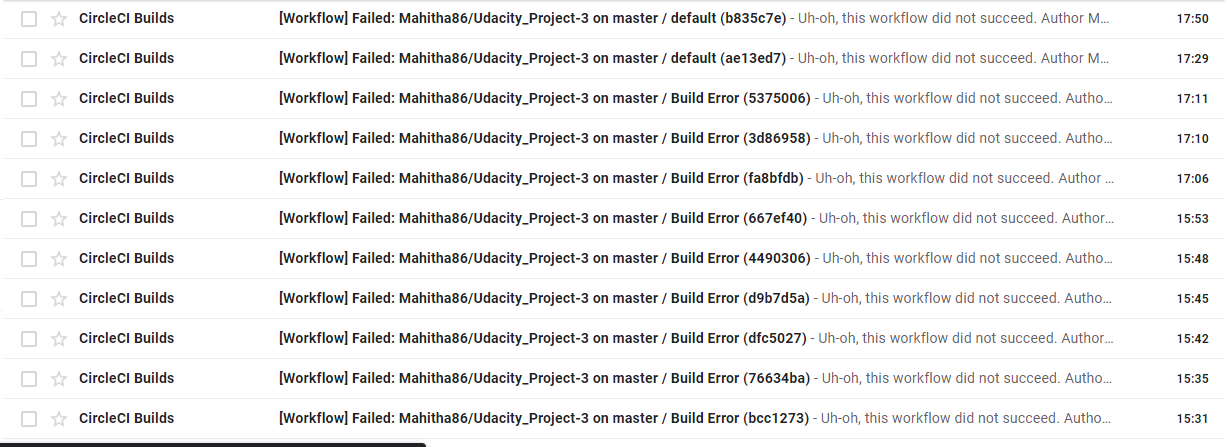 CircleCI Builds [Workflow] Failed: Mahitha86/Udacity_Project-3 on master / default (b835c7e) - Uh-oh, this workflow did not succeed. Author M... 17:50
CircleCI Builds [Workflow] Failed: Mahitha86/Udacity_Project-3 on master / default (ae13ed7) - Uh-oh, this workflow did not succeed. Author M... 17:29
CircleCI Builds [Workflow] Failed: Mahitha86/Udacity_Project-3 on master / Build Error (5375006) - Uh-oh, this workflow did not succeed. Autho... 17:11
CircleCI Builds [Workflow] Failed: Mahitha86/Udacity_Project-3 on master / Build Error (3d86958) - Uh-oh, this workflow did not succeed. Autho... 17:10
CircleCI Builds [Workflow] Failed: Mahitha86/Udacity_Project-3 on master / Build Error (fa8bfdb) - Uh-oh, this workflow did not succeed. Author ... 17:06
CircleCI Builds [Workflow] Failed: Mahitha86/Udacity_Project-3 on master / Build Error (667ef40) - Uh-oh, this workflow did not succeed. Author... 15:53
CircleCI Builds [Workflow] Failed: Mahitha86/Udacity_Project-3 on master / Build Error (4490306) - Uh-oh, this workflow did not succeed. Autho... 15:48
CircleCI Builds [Workflow] Failed: Mahitha86/Udacity_Project-3 on master / Build Error (d9b7d5a) - Uh-oh, this workflow did not succeed. Autho... 15:45
CircleCI Builds [Workflow] Failed: Mahitha86/Udacity_Project-3 on master / Build Error (dfc5027) - Uh-oh, this workflow did not succeed. Author... 15:42
CircleCI Builds [Workflow] Failed: Mahitha86/Udacity_Project-3 on master / Build Error (76634ba) - Uh-oh, this workflow did not succeed. Autho... 15:35
CircleCI Builds [Workflow] Failed: Mahitha86/Udacity_Project-3 on master / Build Error (bcc1273) - Uh-oh, this workflow did not succeed. Autho... 15:31